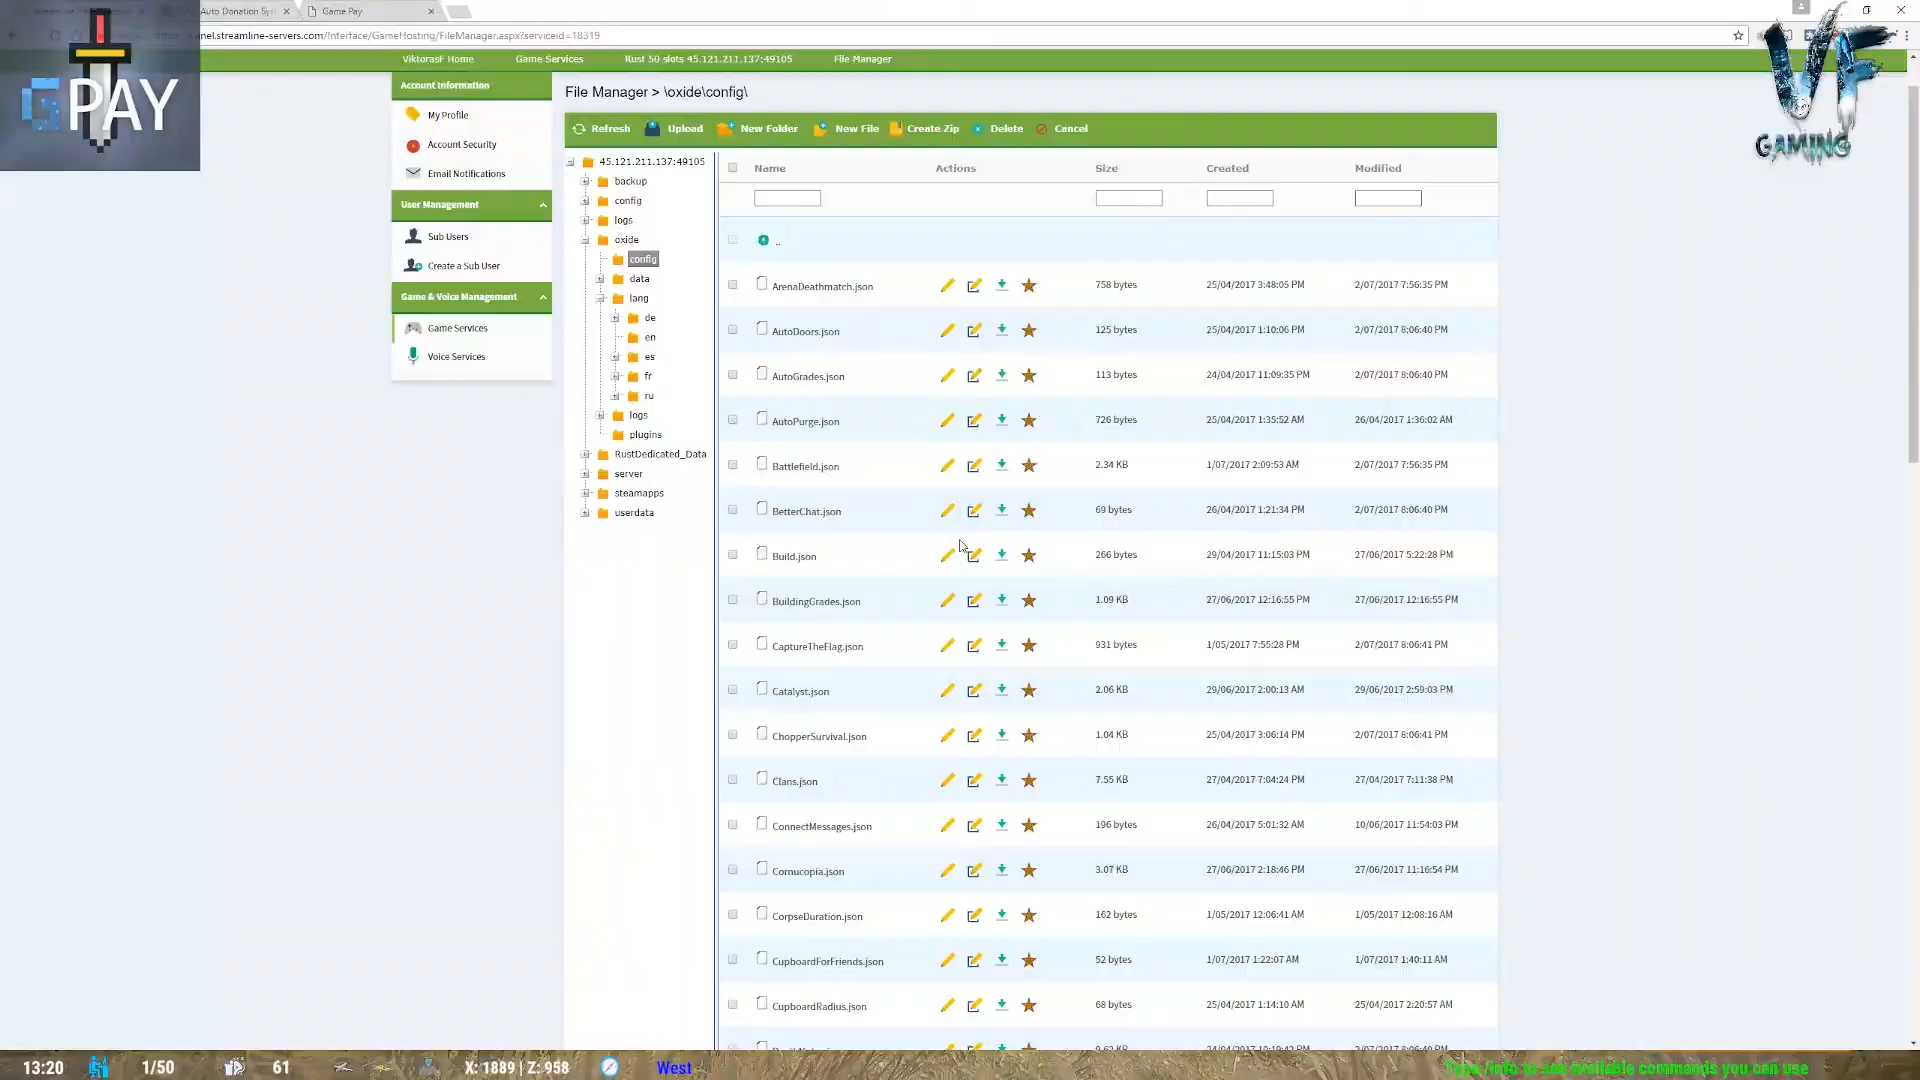 Auto Donation Sys
Game Pay
nel.streamline-servers.com/Interface/GameHosting/FileManager.aspx?serviceid=18319
GPAY
VF
GAMING
ViktorasF Home
Game Services
Rust 50 slots 45.121.211.137:49105
File Manager
Account Information
My Profile
Account Security
Email Notifications
User Management
Sub Users
Create a Sub User
Game & Voice Management
Game Services
Voice Services
File Manager > \oxide\config\
Refresh Upload New Folder New File Create Zip Delete Cancel
45.121.211.137:49105
backup
config
logs
oxide
config
data
lang
de
en
es
fr
ru
logs
plugins
RustDedicated_Data
server
steamapps
userdata
Name Actions Size Created Modified
..
ArenaDeathmatch.json 758 bytes 25/04/2017 3:48:05 PM 2/07/2017 7:56:35 PM
AutoDoors.json 125 bytes 25/04/2017 1:10:06 PM 2/07/2017 8:06:40 PM
AutoGrades.json 113 bytes 24/04/2017 11:09:35 PM 2/07/2017 8:06:40 PM
AutoPurge.json 726 bytes 25/04/2017 1:35:52 AM 26/04/2017 1:36:02 AM
Battlefield.json 2.34 KB 1/07/2017 2:09:53 AM 2/07/2017 7:56:35 PM
BetterChat.json 69 bytes 26/04/2017 1:21:34 PM 2/07/2017 8:06:40 PM
Build.json 266 bytes 29/04/2017 11:15:03 PM 27/06/2017 5:22:28 PM
BuildingGrades.json 1.09 KB 27/06/2017 12:16:55 PM 27/06/2017 12:16:55 PM
CaptureTheFlag.json 931 bytes 1/05/2017 7:55:28 PM 2/07/2017 8:06:41 PM
Catalyst.json 2.06 KB 29/06/2017 2:00:13 AM 29/06/2017 2:59:03 PM
ChopperSurvival.json 1.04 KB 25/04/2017 3:06:14 PM 2/07/2017 8:06:41 PM
Clans.json 7.55 KB 27/04/2017 7:04:24 PM 27/04/2017 7:11:38 PM
ConnectMessages.json 196 bytes 26/04/2017 5:01:32 AM 10/06/2017 11:54:03 PM
Cornucopia.json 3.07 KB 27/06/2017 2:18:46 PM 27/06/2017 11:16:54 PM
CorpseDuration.json 162 bytes 1/05/2017 12:06:41 AM 1/05/2017 12:08:16 AM
CupboardForFriends.json 52 bytes 1/07/2017 1:22:07 AM 1/07/2017 1:40:11 AM
CupboardRadius.json 68 bytes 25/04/2017 1:14:10 AM 25/04/2017 2:20:57 AM
13:20 1/50 61 X: 1889 | Z: 958 West Type /info to see available commands you can use